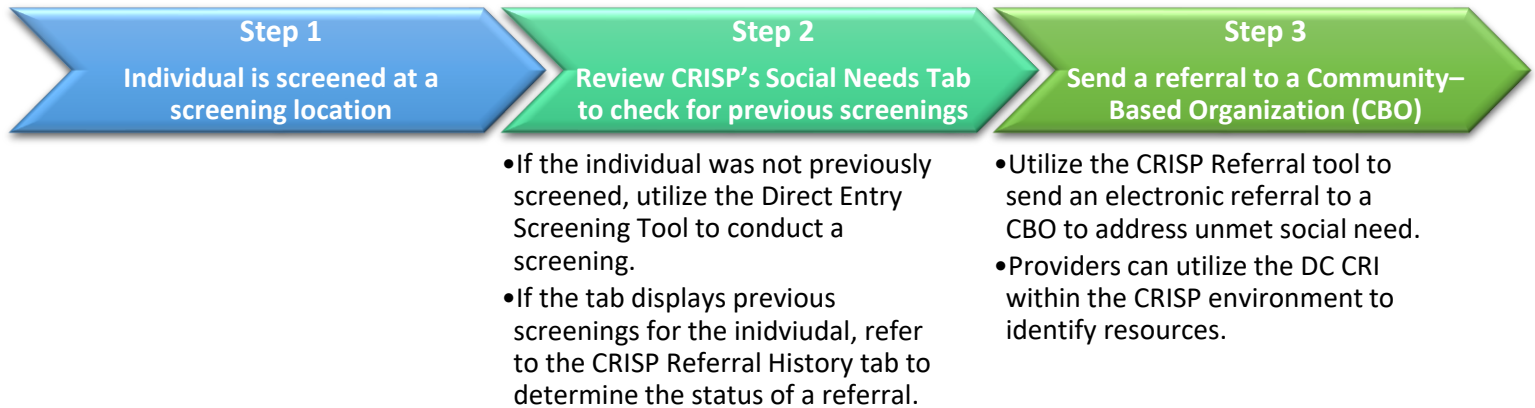 Step 1
Individual is screened at a
screening location
Step 2
Review CRISP’s Social Needs Tab
to check for previous screenings
•If the individual was not previously
screened, utilize the Direct Entry
Screening Tool to conduct a
screening.
•If the tab displays previous
screenings for the inidviudal, refer
to the CRISP Referral History tab to
determine the status of a referral.
Step 3
Send a referral to a Community–
Based Organization (CBO)
•Utilize the CRISP Referral tool to
send an electronic referral to a
CBO to address unmet social need.
•Providers can utilize the DC CRI
within the CRISP environment to
identify resources.